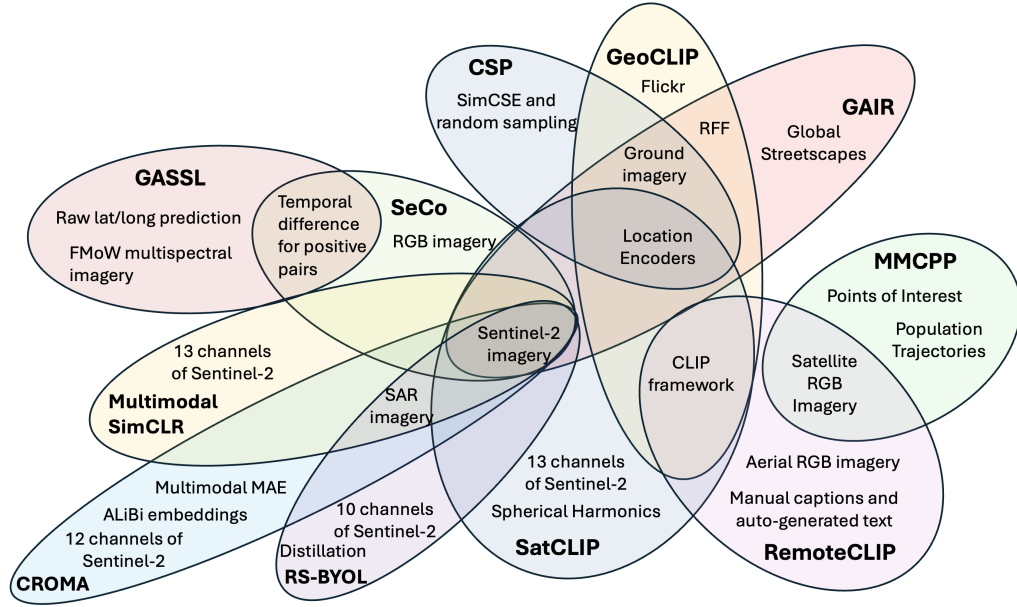 CSP
SimCSE and
random sampling
GeoCLIP
Flickr
RFF
Ground
imagery
GAIR
Global
Streetscapes
GASSL
Raw lat/long prediction
FMoW multispectral
imagery
Temporal
difference
for positive
pairs
SeCo
RGB imagery
Location
Encoders
MMCPP
Points of Interest
Population
Trajectories
13 channels
of Sentinel-2
Multimodal
SimCLR
Sentinel-2
imagery
SAR
imagery
CLIP
framework
Satellite
RGB
Imagery
Multimodal MAE
ALiBi embeddings
12 channels of
Sentinel-2
CROMA
10 channels
of Sentinel-2
Distillation
RS-BYOL
13 channels
of Sentinel-2
Spherical Harmonics
SatCLIP
Aerial RGB imagery
Manual captions and
auto-generated text
RemoteCLIP